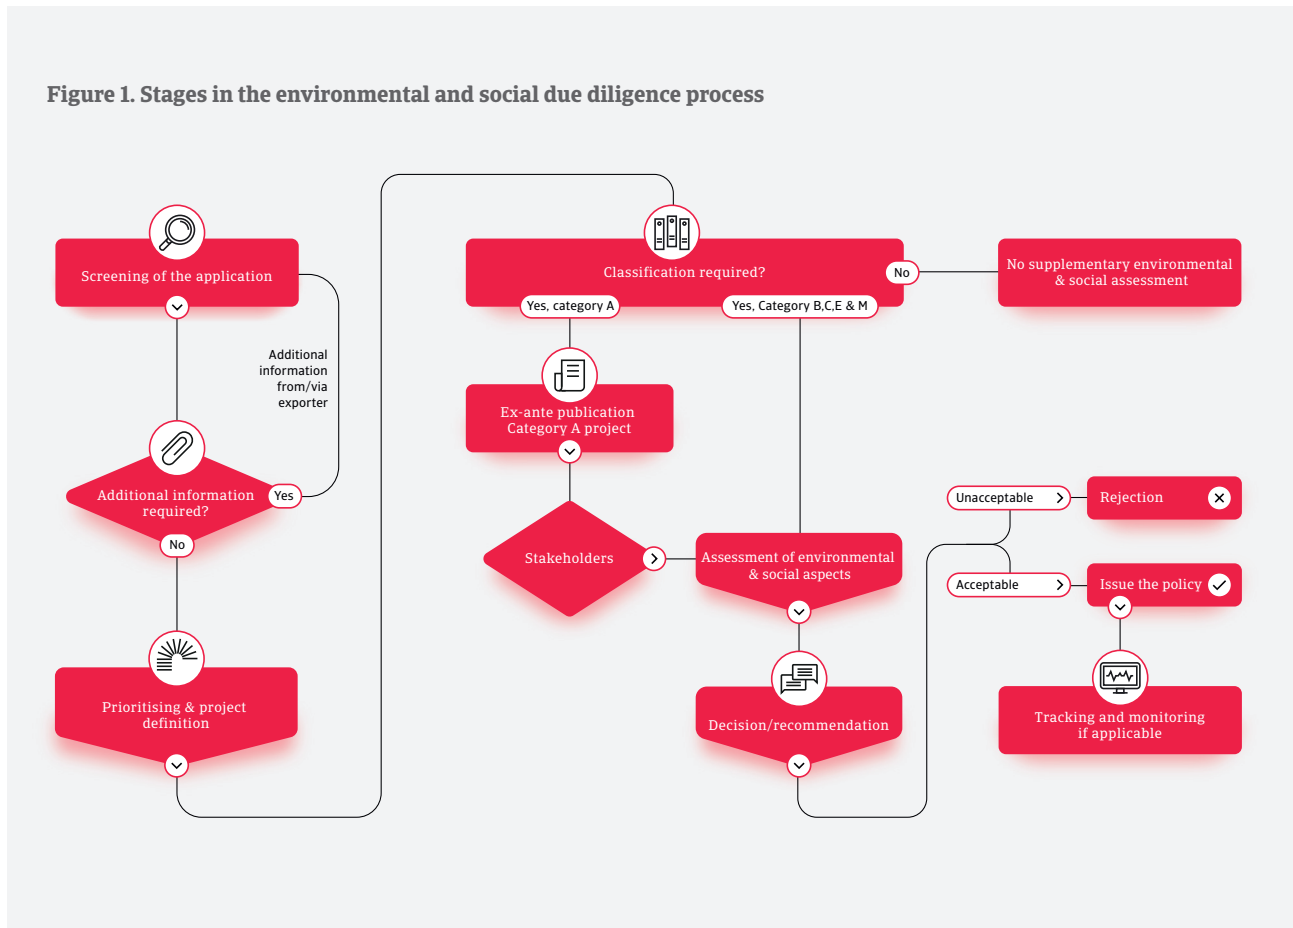 Figure 1. Stages in the environmental and social due diligence process
Screening of the application
Additional
information
from/via
exporter
Additional information
required?
Yes
No
Prioritising & project
definition
Classification required?
No
No supplementary environmental
& social assessment
Yes, category A
Yes, Category B,C,E & M
Ex-ante publication
Category A project
Stakeholders
Assessment of environmental
& social aspects
Decision/recommendation
Unacceptable
Rejection
Acceptable
Issue the policy
Tracking and monitoring
if applicable